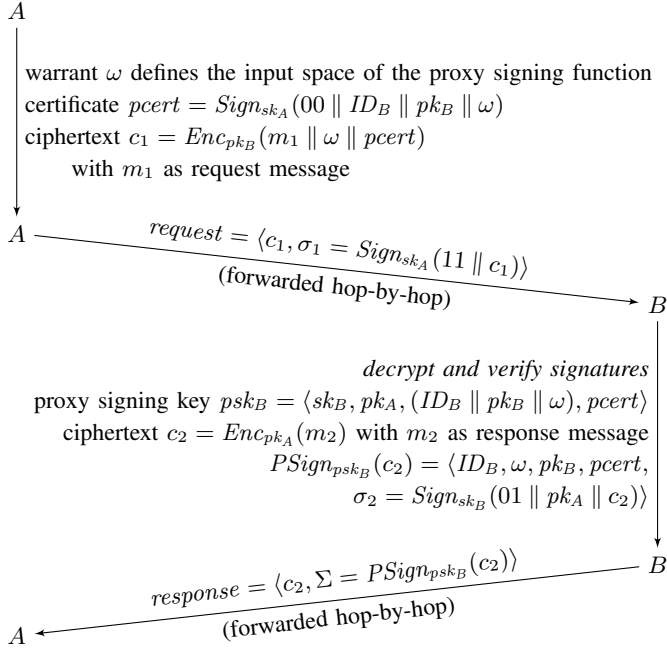 A
warrant ω defines the input space of the proxy signing function
certificate pcert = Sign_{sk_A}(00 ∥ ID_B ∥ pk_B ∥ ω)
ciphertext c_1 = Enc_{pk_B}(m_1 ∥ ω ∥ pcert)
with m_1 as request message
A
request = ⟨c_1, σ_1 = Sign_{sk_A}(11 ∥ c_1)⟩
(forwarded hop-by-hop)
B
decrypt and verify signatures
proxy signing key psk_B = ⟨sk_B, pk_A, (ID_B ∥ pk_B ∥ ω), pcert⟩
ciphertext c_2 = Enc_{pk_A}(m_2) with m_2 as response message
PSign_{psk_B}(c_2) = ⟨ID_B, ω, pk_B, pcert,
σ_2 = Sign_{sk_B}(01 ∥ pk_A ∥ c_2)⟩
B
response = ⟨c_2, Σ = PSign_{psk_B}(c_2)⟩
(forwarded hop-by-hop)
A